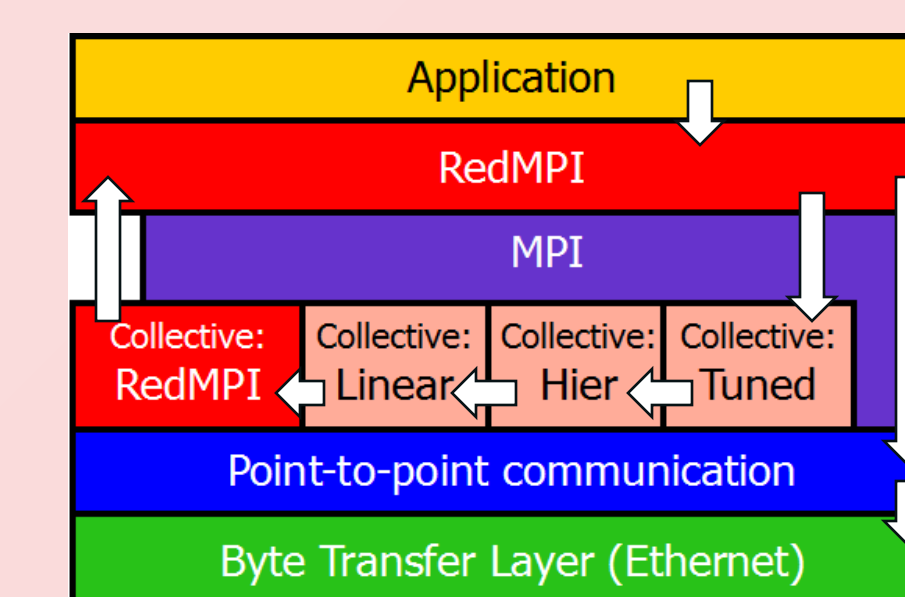 Application
RedMPI
MPI
Collective:
RedMPI
Collective:
Linear
Collective:
Hier
Collective:
Tuned
Point-to-point communication
Byte Transfer Layer (Ethernet)